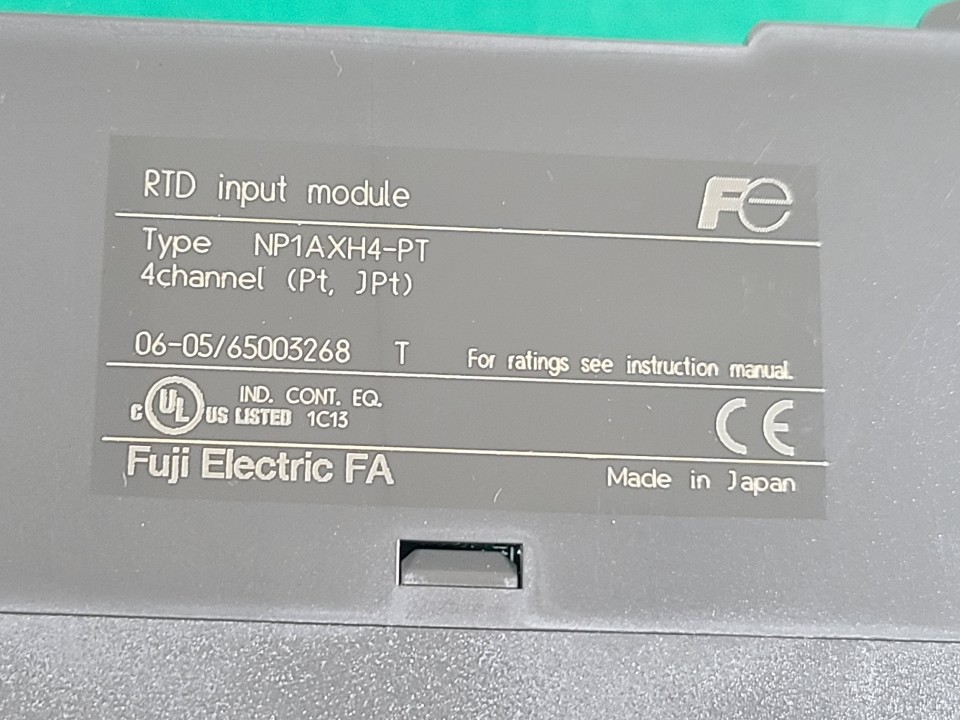 RTD input module
Fe
Type NP1AXH4-PT
4channel (Pt, JPt)
06-05/65003268 T For ratings see instruction manual.
C UL US LISTED IND. CONT. EQ. 1C13
CE
Fuji Electric FA
Made in Japan